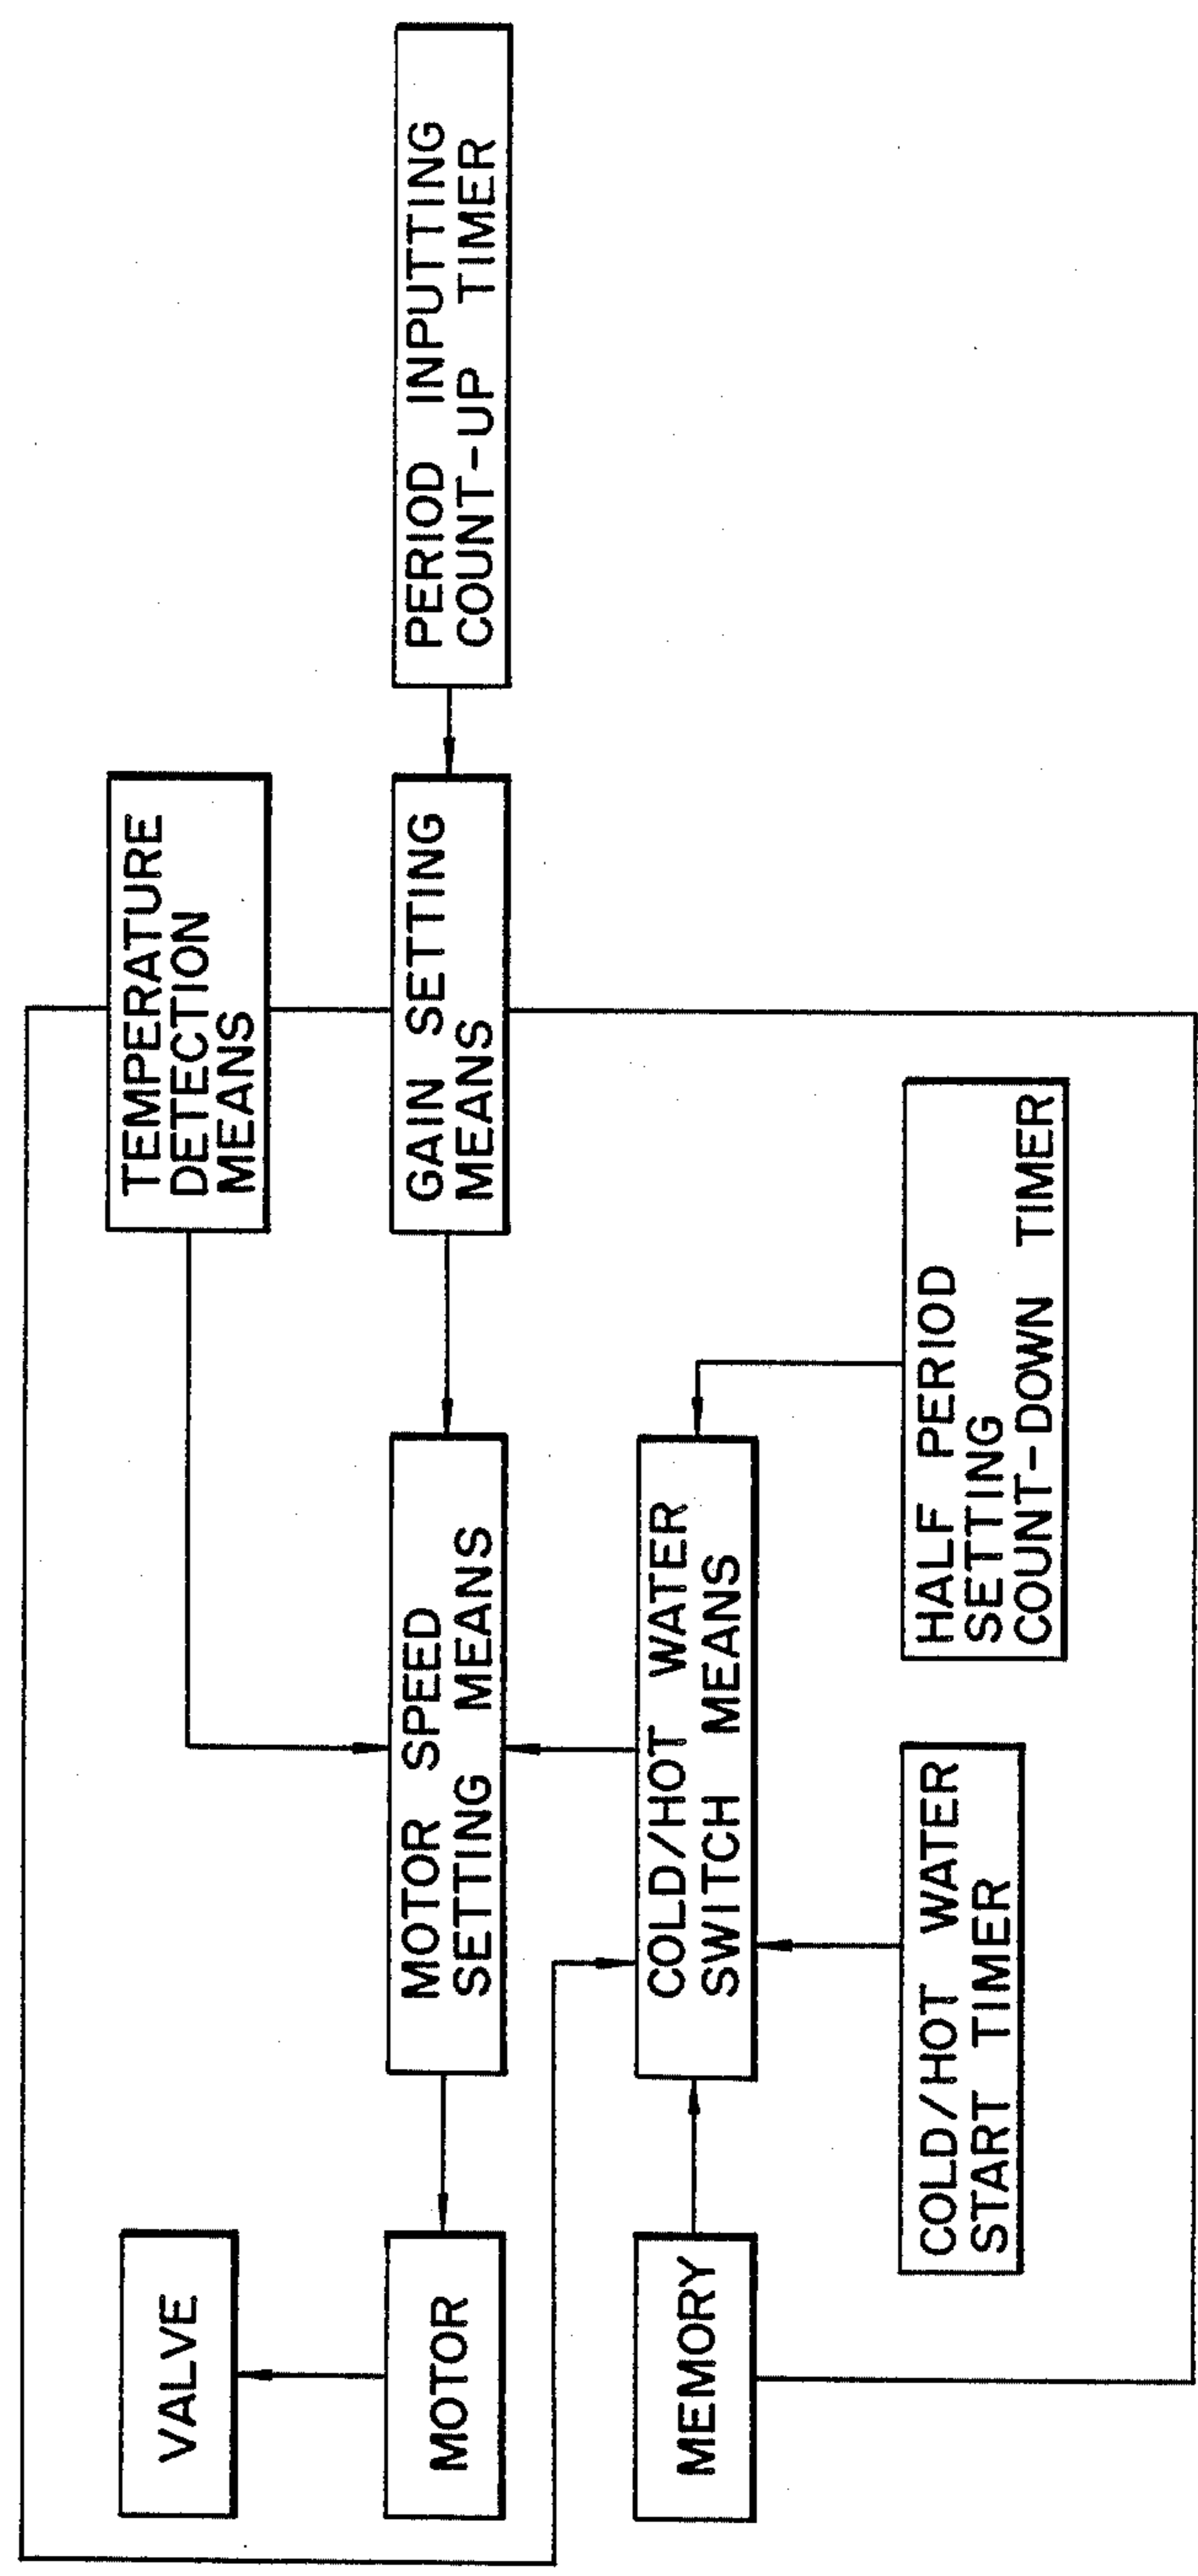 VALVE
TEMPERATURE
DETECTION
MEANS
MOTOR
MOTOR SPEED
SETTING MEANS
GAIN SETTING
MEANS
PERIOD INPUTTING
COUNT-UP TIMER
MEMORY
COLD/HOT WATER
SWITCH MEANS
COLD/HOT WATER
START TIMER
HALF PERIOD
SETTING
COUNT-DOWN TIMER